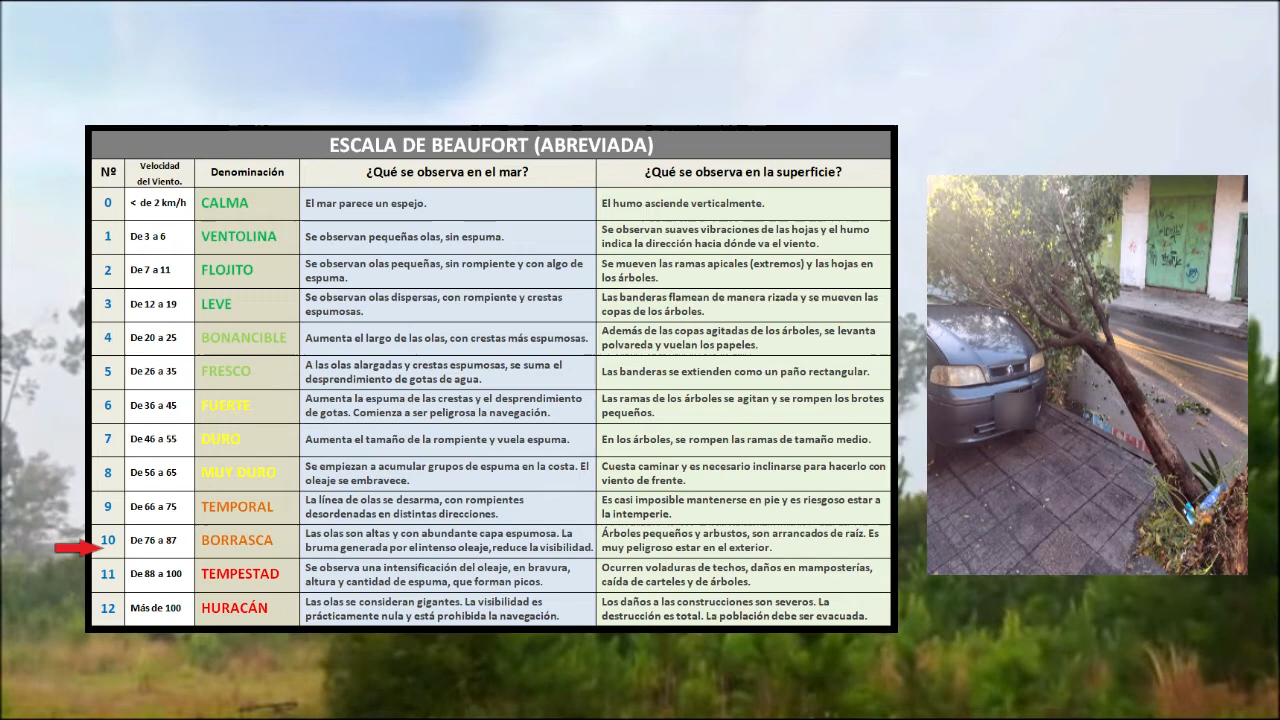 ESCALA DE BEAUFORT (ABREVIADA)
Nº Velocidad del Viento. Denominación ¿Qué se observa en el mar? ¿Qué se observa en la superficie?
0 < de 2 km/h CALMA El mar parece un espejo. El humo asciende verticalmente.
1 De 3 a 6 VENTOLINA Se observan pequeñas olas, sin espuma. Se observan suaves vibraciones de las hojas y el humo
indica la dirección hacia dónde va el viento.
2 De 7 a 11 FLOJITO Se observan olas pequeñas, sin rompiente y con algo de
espuma. Se mueven las ramas apicales (extremos) y las hojas en
los árboles.
3 De 12 a 19 LEVE Se observan olas dispersas, con rompiente y crestas
espumosas. Las banderas flamean de manera rizada y se mueven las
copas de los árboles.
4 De 20 a 25 BONANCIBLE Aumenta el largo de las olas, con crestas más espumosas. Además de las copas agitadas de los árboles, se levanta
polvareda y vuelan los papeles.
5 De 26 a 35 FRESCO A las olas alargadas y crestas espumosas, se suma el
desprendimiento de gotas de agua. Las banderas se extienden como un paño rectangular.
6 De 36 a 45 FUERTE Aumenta la espuma de las crestas y el desprendimiento
de gotas. Comienza a ser peligrosa la navegación. Las ramas de los árboles se agitan y se rompen los brotes
pequeños.
7 De 46 a 55 DURO Aumenta el tamaño de la rompiente y vuela espuma. En los árboles, se rompen las ramas de tamaño medio.
8 De 56 a 65 MUY DURO Se empiezan a acumular grupos de espuma en la costa. El
oleaje se embravece. Cuesta caminar y es necesario inclinarse para hacerlo con
viento de frente.
9 De 66 a 75 TEMPORAL La línea de olas se desarma, con rompientes
desordenadas en distintas direcciones. Es casi imposible mantenerse en pie y es riesgoso estar a
la intemperie.
10 De 76 a 87 BORRASCA Las olas son altas y con abundante capa espumosa. La
bruma generada por el intenso oleaje, reduce la visibilidad. Árboles pequeños y arbustos, son arrancados de raíz. Es
muy peligroso estar en el exterior.
11 De 88 a 100 TEMPESTAD Se observa una intensificación del oleaje, en bravura,
altura y cantidad de espuma, que forman picos. Ocurren voladuras de techos, daños en mamposterías,
caída de carteles y de árboles.
12 Más de 100 HURACÁN Las olas se consideran gigantes. La visibilidad es
prácticamente nula y está prohibida la navegación. Los daños a las construcciones son severos. La
destrucción es total. La población debe ser evacuada.